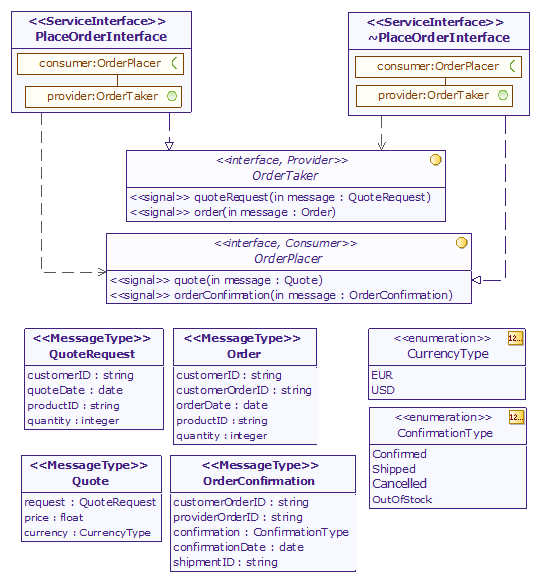 <<ServiceInterface>>
PlaceOrderInterface
consumer:OrderPlacer
provider:OrderTaker
<<ServiceInterface>>
~PlaceOrderInterface
consumer:OrderPlacer
provider:OrderTaker
<<interface, Provider>>
OrderTaker
<<signal>> quoteRequest(in message : QuoteRequest)
<<signal>> order(in message : Order)
<<interface, Consumer>>
OrderPlacer
<<signal>> quote(in message : Quote)
<<signal>> orderConfirmation(in message : OrderConfirmation)
<<MessageType>>
QuoteRequest
customerID : string
quoteDate : date
productID : string
quantity : integer
<<MessageType>>
Order
customerID : string
customerOrderID : string
orderDate : date
productID : string
quantity : integer
<<enumeration>>
12...
CurrencyType
EUR
USD
<<enumeration>>
12...
ConfirmationType
Confirmed
Shipped
Cancelled
OutOfStock
<<MessageType>>
Quote
request : QuoteRequest
price : float
currency : CurrencyType
<<MessageType>>
OrderConfirmation
customerOrderID : string
providerOrderID : string
confirmation : ConfirmationType
confirmationDate : date
shipmentID : string